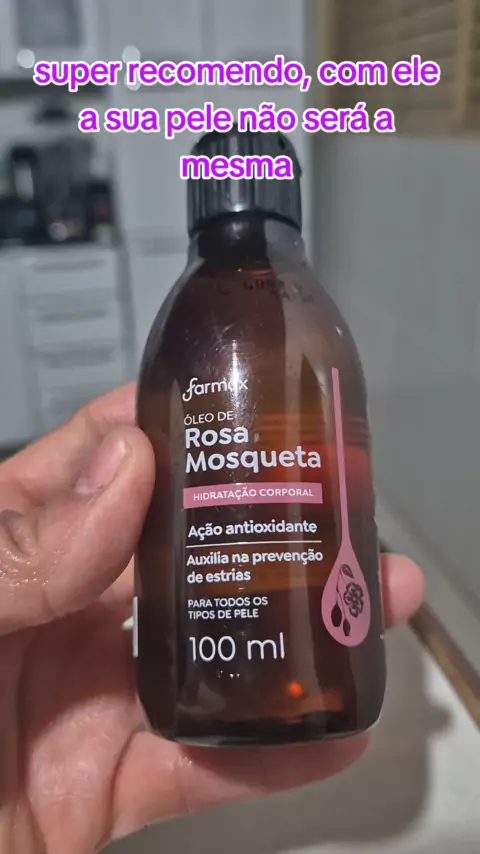 super recomendo, com ele
a sua pele não será a
mesma
farmax
ÓLEO DE
Rosa
Mosqueta
HIDRATAÇÃO CORPORAL
Ação antioxidante
Auxilia na prevenção
de estrias
PARA TODOS OS
TIPOS DE PELE
100 ml